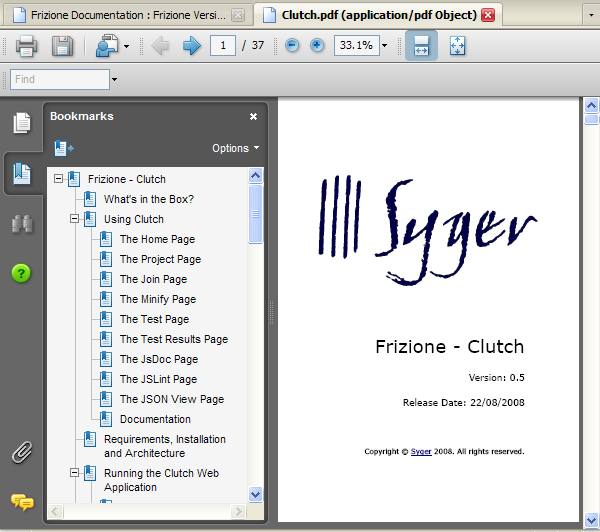 Frizione Documentation : Frizione Versi...
Clutch.pdf (application/pdf Object)
1 / 37
33.1%
Find
Bookmarks
Options
Frizione - Clutch
What's in the Box?
Using Clutch
The Home Page
The Project Page
The Join Page
The Minify Page
The Test Page
The Test Results Page
The JsDoc Page
The JSLint Page
The JSON View Page
Documentation
Requirements, Installation
and Architecture
Running the Clutch Web
Application
Syger
Frizione - Clutch
Version: 0.5
Release Date: 22/08/2008
Copyright © Syger 2008. All rights reserved.